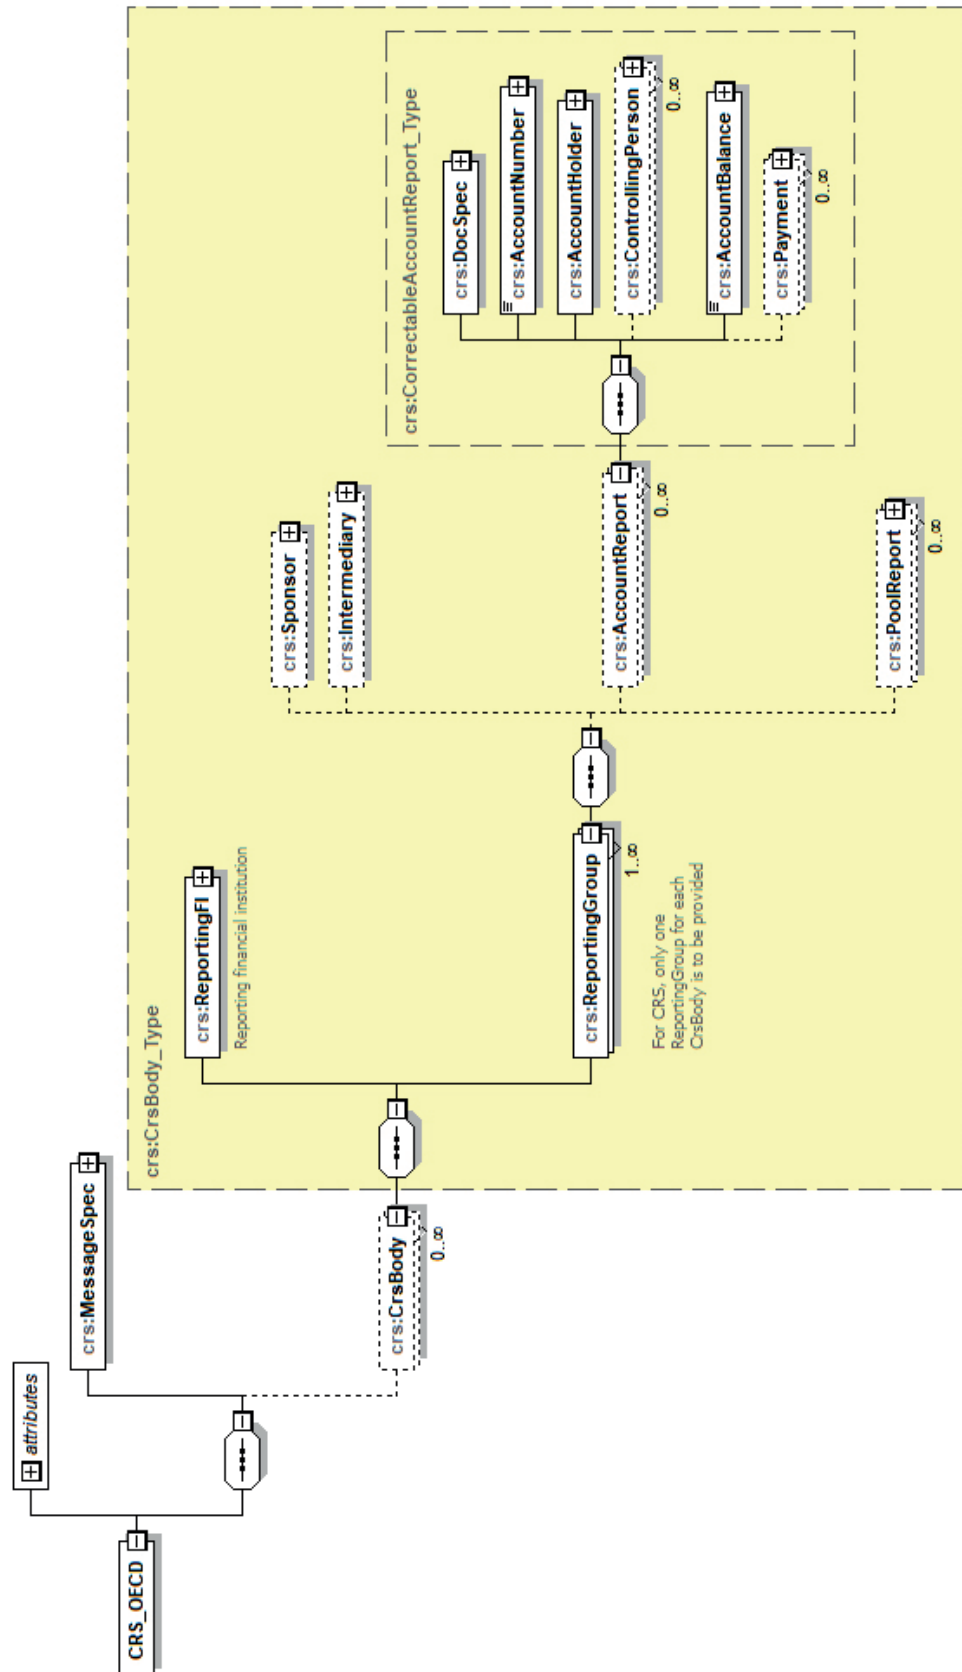 CRS_OECD
attributes
crs:MessageSpec
crs:CrsBody
0..∞
crs:CrsBody_Type
crs:ReportingFI
Reporting financial institution
crs:ReportingGroup
1..∞
For CRS, only one
ReportingGroup for each
CrsBody is to be provided
crs:Sponsor
crs:Intermediary
crs:AccountReport
0..∞
crs:PoolReport
0..∞
crs:CorrectableAccountReport_Type
crs:DocSpec
crs:AccountNumber
crs:AccountHolder
crs:ControllingPerson
0..∞
crs:AccountBalance
crs:Payment
0..∞